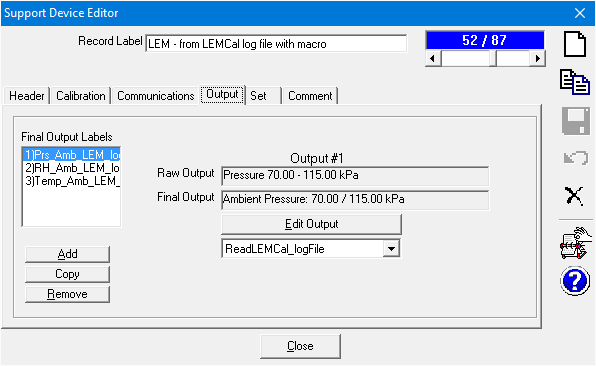 Support Device Editor
Record Label
LEM - from LEMCal log file with macro
52 / 87
Header
Calibration
Communications
Output
Set
Comment
Final Output Labels
1)Prs_Amb_LEM_lo
2)RH_Amb_LEM_lo
3)Temp_Amb_LEM_
Output #1
Raw Output
Pressure 70.00 - 115.00 kPa
Final Output
Ambient Pressure: 70.00 / 115.00 kPa
Edit Output
ReadLEMCal_logFile
Add
Copy
Remove
Close